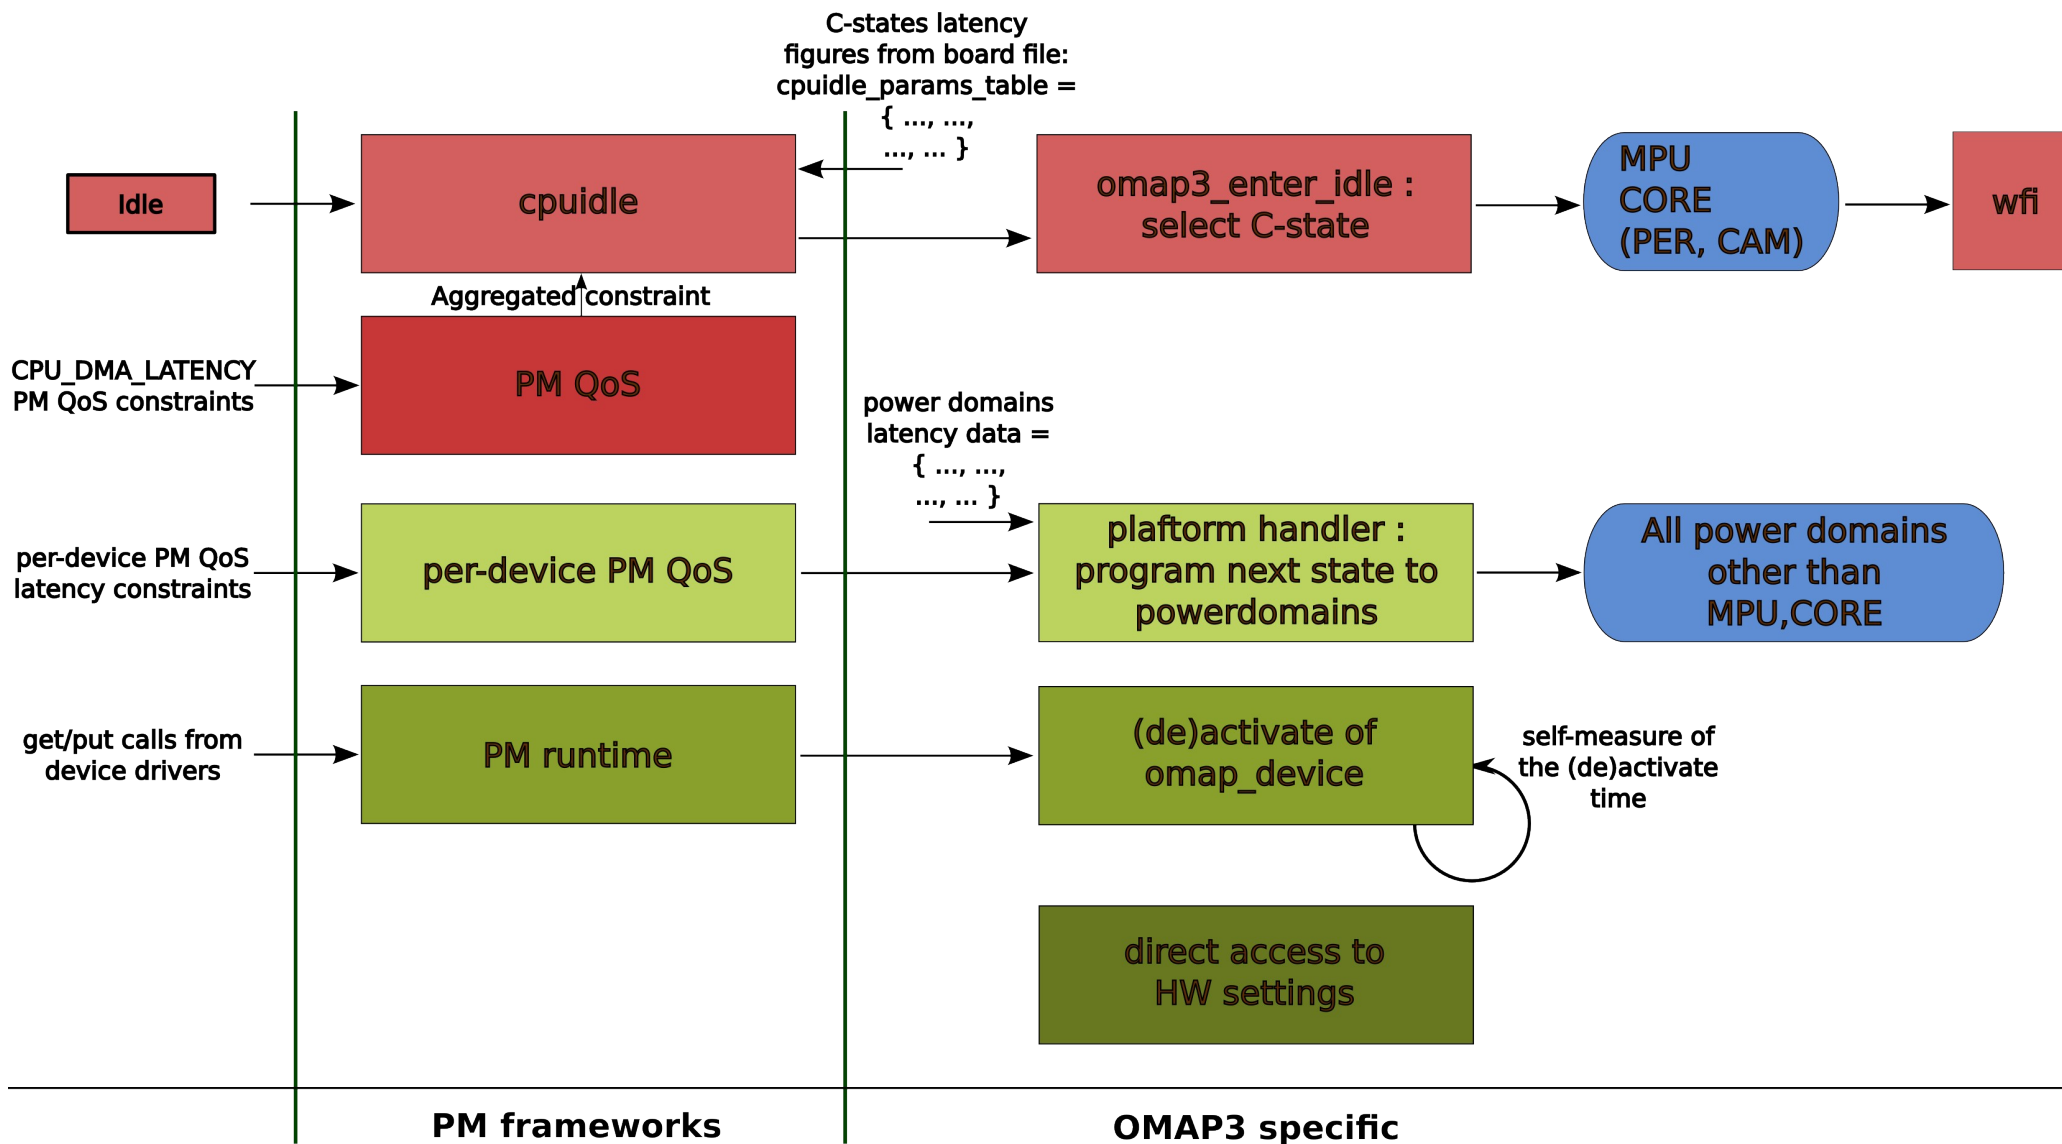 C-states latency
figures from board file:
cpuidle_params_table =
{ ..., ...,
..., ... }
Idle
cpuidle
omap3_enter_idle :
select C-state
MPU
CORE
(PER, CAM)
wfi
Aggregated constraint
CPU_DMA_LATENCY
PM QoS constraints
PM QoS
power domains
latency data =
{ ..., ...,
..., ... }
per-device PM QoS
latency constraints
per-device PM QoS
plaftorm handler :
program next state to
powerdomains
All power domains
other than
MPU,CORE
get/put calls from
device drivers
PM runtime
(de)activate of
omap_device
self-measure of
the (de)activate
time
direct access to
HW settings
PM frameworks
OMAP3 specific